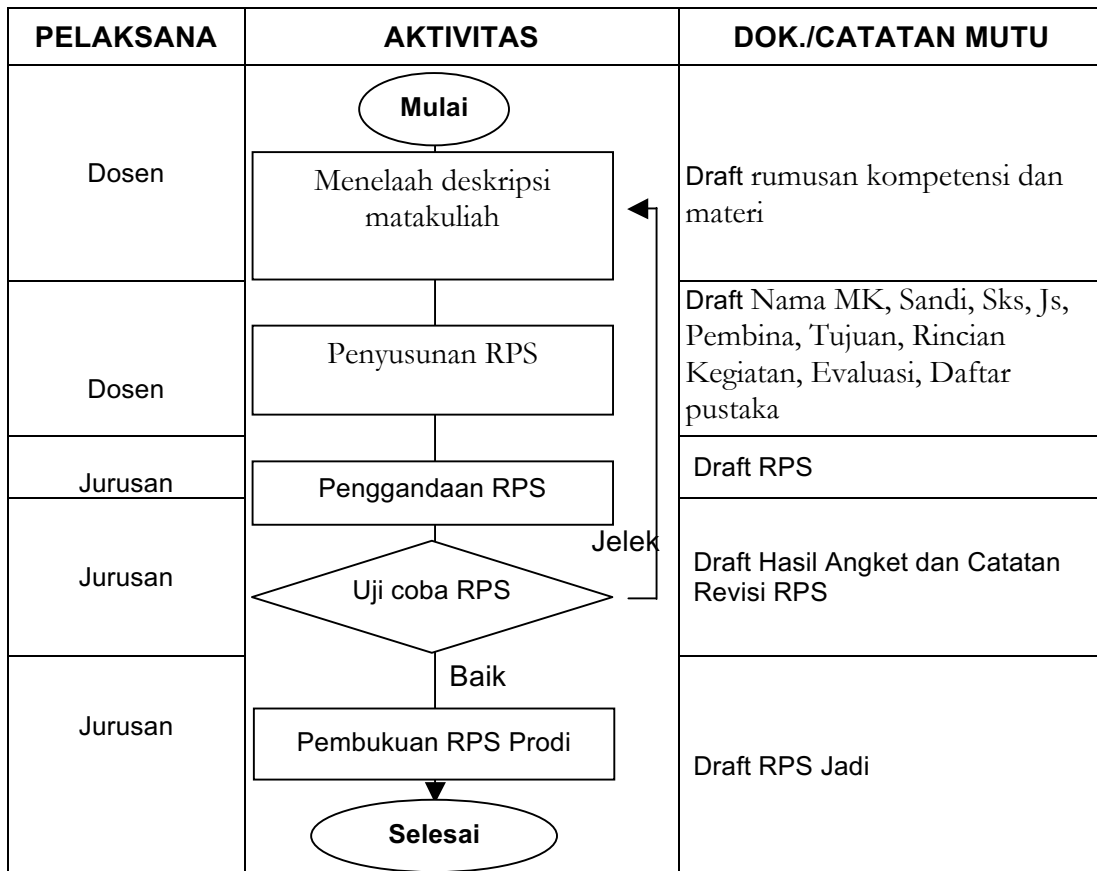 PELAKSANA
AKTIVITAS
DOK./CATATAN MUTU
Mulai
Dosen
Menelaah deskripsi
matakuliah
Draft rumusan kompetensi dan
materi
Dosen
Penyusunan RPS
Draft Nama MK, Sandi, Sks, Js,
Pembina, Tujuan, Rincian
Kegiatan, Evaluasi, Daftar
pustaka
Jurusan
Penggandaan RPS
Draft RPS
Jelek
Jurusan
Uji coba RPS
Draft Hasil Angket dan Catatan
Revisi RPS
Baik
Jurusan
Pembukuan RPS Prodi
Draft RPS Jadi
Selesai